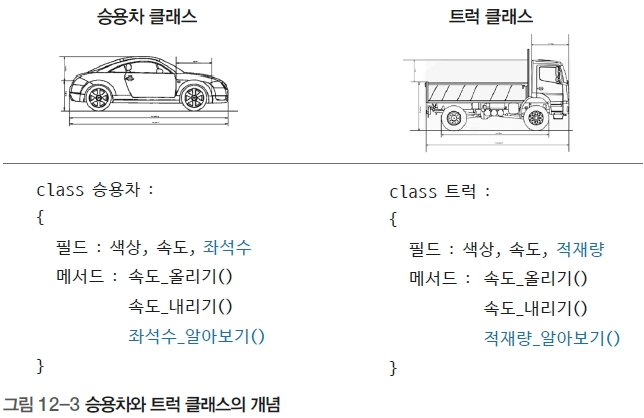 승용차 클래스
트럭 클래스
class 승용차 :
{
필드 : 색상, 속도, 좌석수
메서드 : 속도_올리기()
속도_내리기()
좌석수_알아보기()
}
class 트럭 :
{
필드 : 색상, 속도, 적재량
메서드 : 속도_올리기()
속도_내리기()
적재량_알아보기()
}
그림 12-3 승용차와 트럭 클래스의 개념